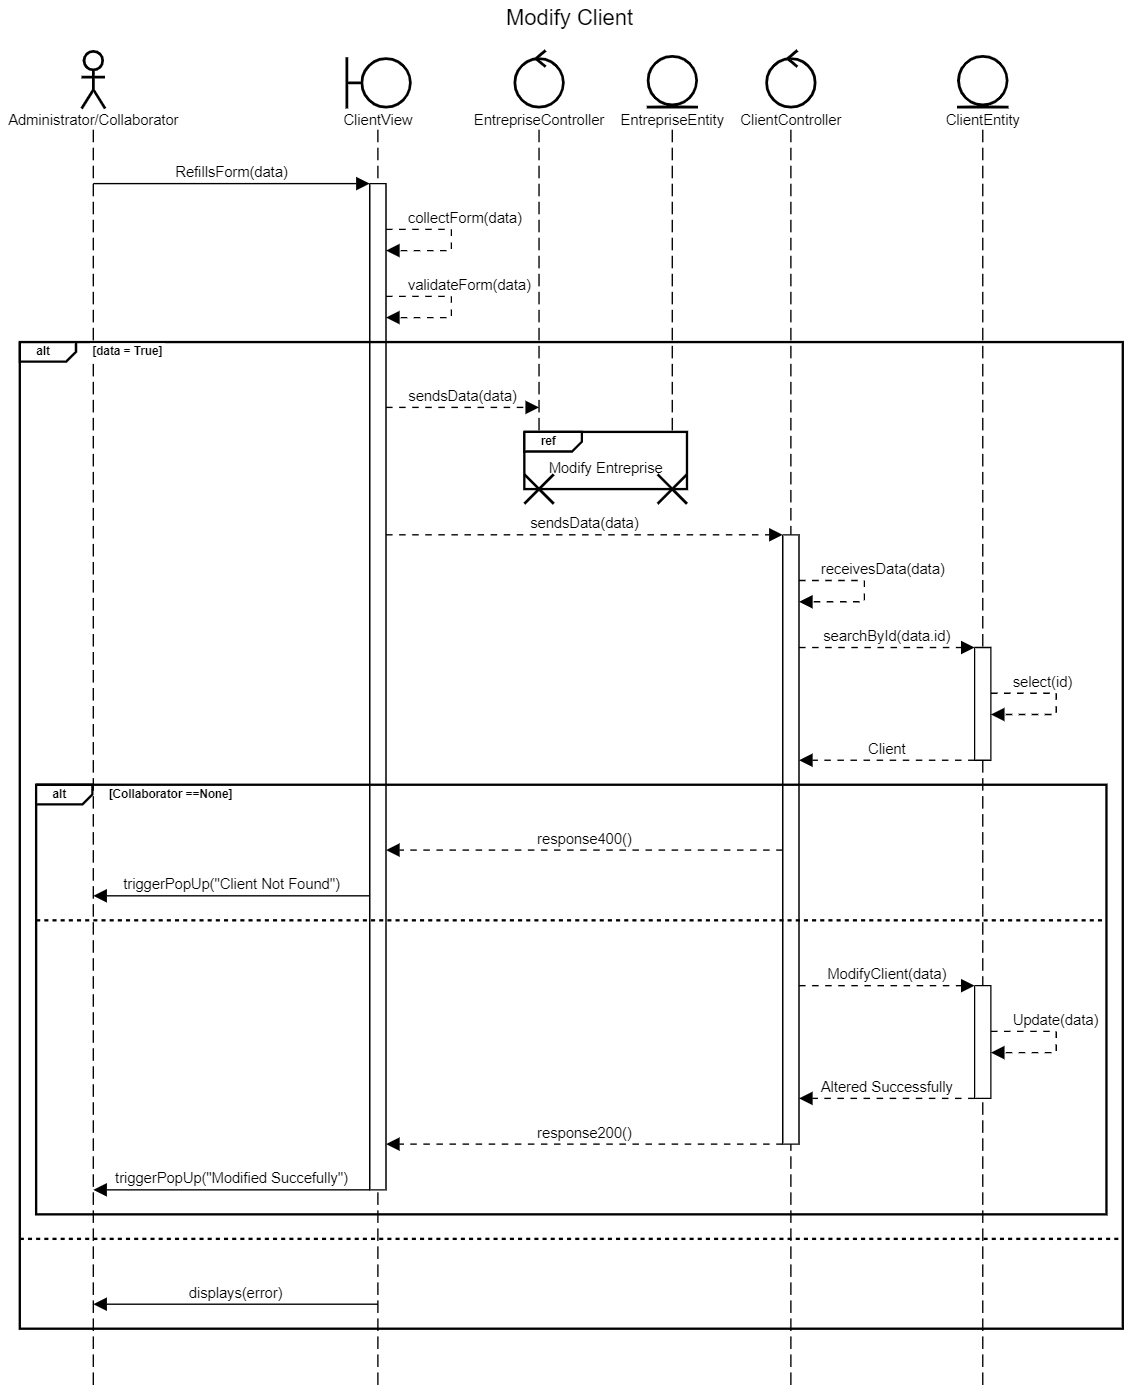 Modify Client
Administrator/Collaborator
ClientView
EntrepriseController
EntrepriseEntity
ClientController
ClientEntity
RefillsForm(data)
collectForm(data)
validateForm(data)
alt
[data = True]
sendsData(data)
ref
Modify Entreprise
sendsData(data)
receivesData(data)
searchById(data.id)
select(id)
Client
alt
[Collaborator ==None]
response400()
triggerPopUp("Client Not Found")
ModifyClient(data)
Update(data)
Altered Successfully
response200()
triggerPopUp("Modified Succefully")
displays(error)